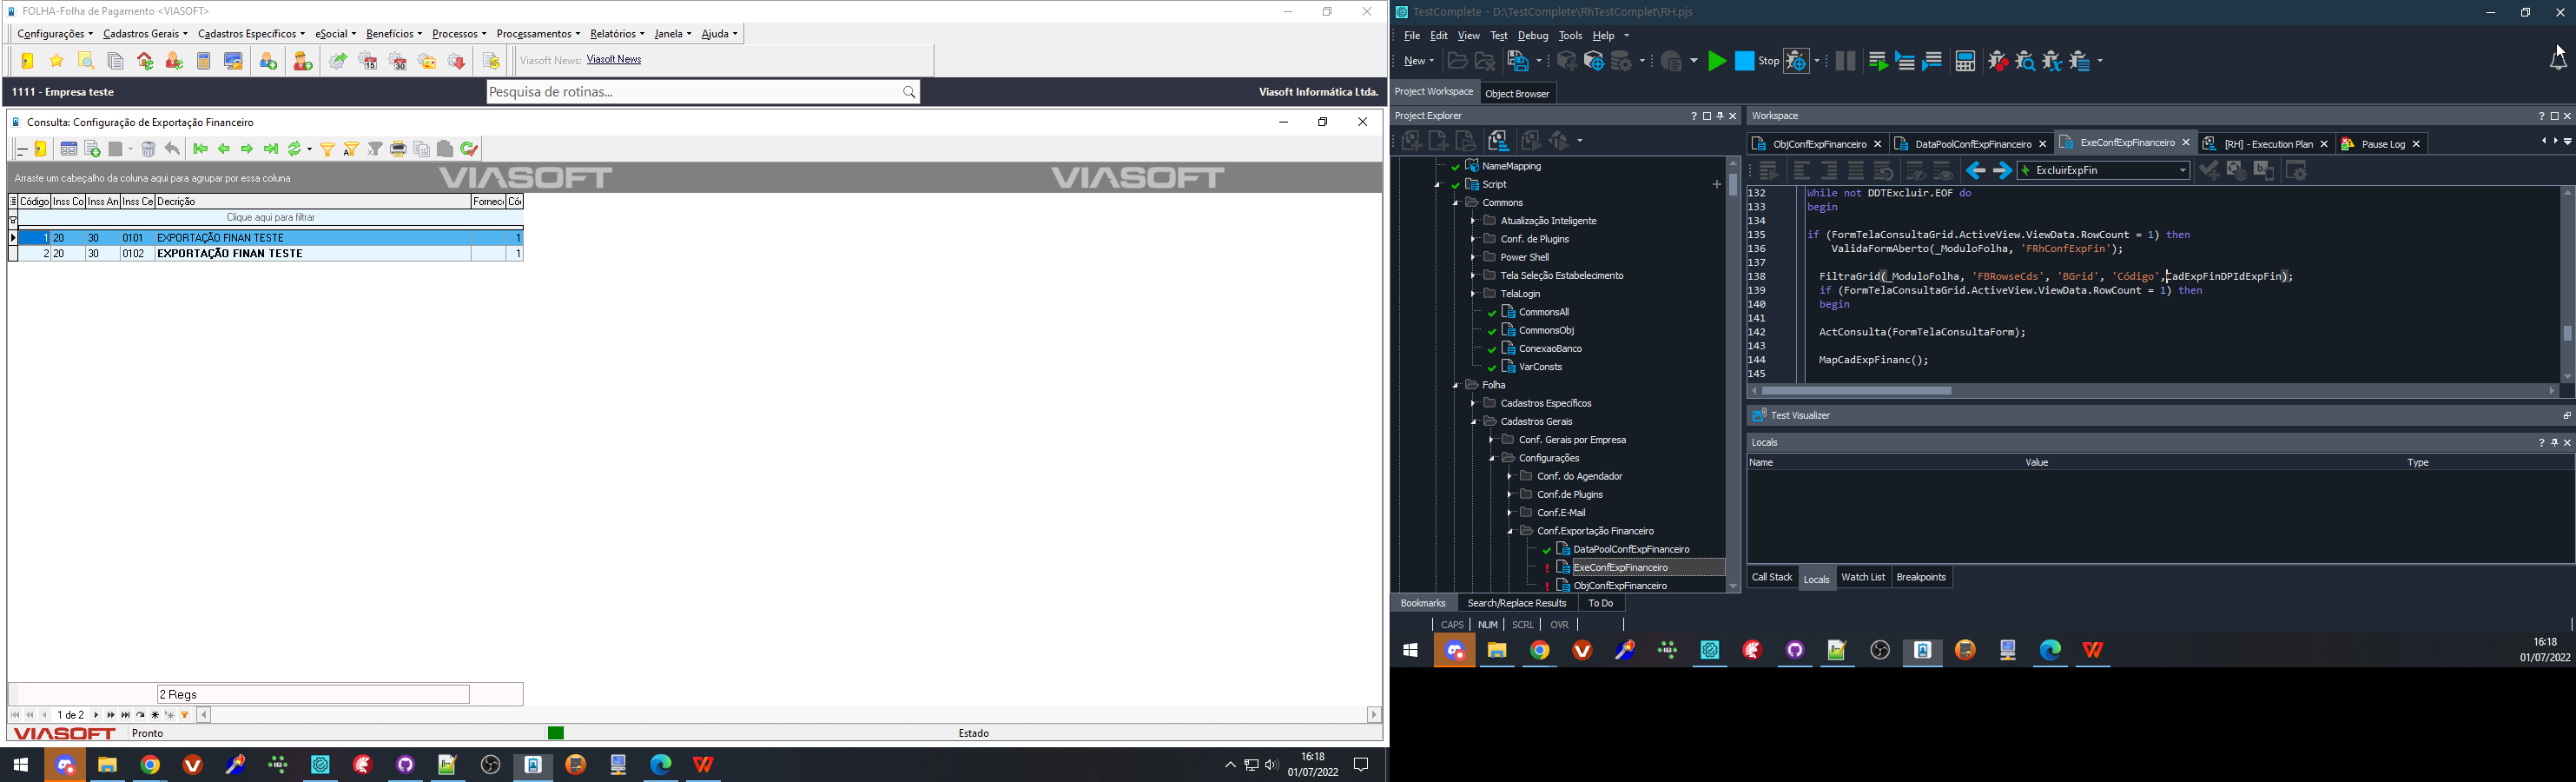 FOLHA-Folha de Pagamento <VIASOFT>
Configurações Cadastros Gerais Cadastros Específicos eSocial Benefícios Processos Processamentos Relatórios Janela Ajuda
Viasoft News: Viasoft News
1111 - Empresa teste
Pesquisa de rotinas...
Viasoft Informática Ltda.
Consulta: Configuração de Exportação Financeiro
Arraste um cabeçalho da coluna aqui para agrupar por essa coluna
VIASOFT VIASOFT
Código Inss Co Inss An Inss Ce Decrição Fornec Có
Clique aqui para filtrar
1 20 30 0101 EXPORTAÇÃO FINAN TESTE 1
2 20 30 0102 EXPORTAÇÃO FINAN TESTE 1
2 Regs
1 de 2
VIASOFT Pronto Estado
16:18
01/07/2022
TestComplete - D:\TestComplete\RhTestComplet\RH.pjs
File Edit View Test Debug Tools Help
New Stop
Project Workspace Object Browser
Project Explorer
NameMapping
Script
Commons
Atualização Inteligente
Conf. de Plugins
Power Shell
Tela Seleção Estabelecimento
TelaLogin
CommonsAll
CommonsObj
ConexaoBanco
VarConsts
Folha
Cadastros Específicos
Cadastros Gerais
Conf. Gerais por Empresa
Configurações
Conf. do Agendador
Conf.de Plugins
Conf.E-Mail
Conf.Exportação Financeiro
DataPoolConfExpFinanceiro
ExeConfExpFinanceiro
ObjConfExpFinanceiro
Workspace
ObjConfExpFinanceiro DataPoolConfExpFinanceiro ExeConfExpFinanceiro [RH] - Execution Plan Pause Log
ExcluirExpFin
132 While not DDTExcluir.EOF do
133 begin
134
135 if (FormTelaConsultaGrid.ActiveView.ViewData.RowCount = 1) then
136 ValidaFormAberto(_ModuloFolha, 'FRhConfExpFin');
137
138 FiltraGrid(_ModuloFolha, 'FBRowseCds', 'BGrid', 'Código',CadExpFinDPIdExpFin);
139 if (FormTelaConsultaGrid.ActiveView.ViewData.RowCount = 1) then
140 begin
141
142 ActConsulta(FormTelaConsultaForm);
143
144 MapCadExpFinanc();
145
Test Visualizer
Locals
Name Value Type
Call Stack Locals Watch List Breakpoints
Bookmarks Search/Replace Results To Do
CAPS NUM SCRL OVR
16:18
01/07/2022